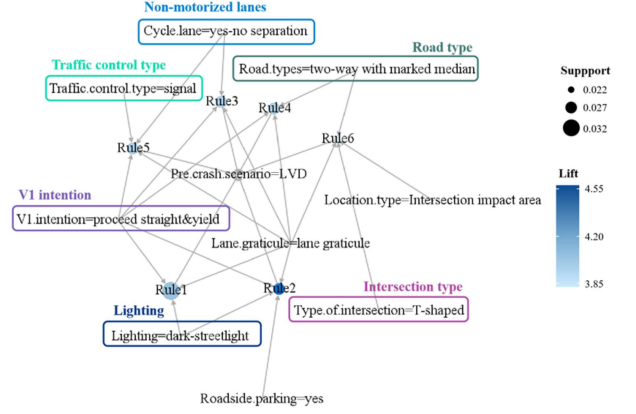 Non-motorized lanes
Cycle.lane=yes-no separation
Road type
Road.types=two-way with marked median
Traffic control type
Traffic.control.type=signal
Rule3
Rule4
Rule5
Rule6
Pre.crash.scenario=LVD
V1 intention
V1.intention=proceed straight&yield
Location.type=Intersection impact area
Lane.graticule=lane graticule
Rule1
Rule2
Intersection type
Type.of.intersection=T-shaped
Lighting
Lighting=dark-streetlight
Roadside.parking=yes
Suppport
0.022
0.027
0.032
Lift
4.55
4.20
3.85